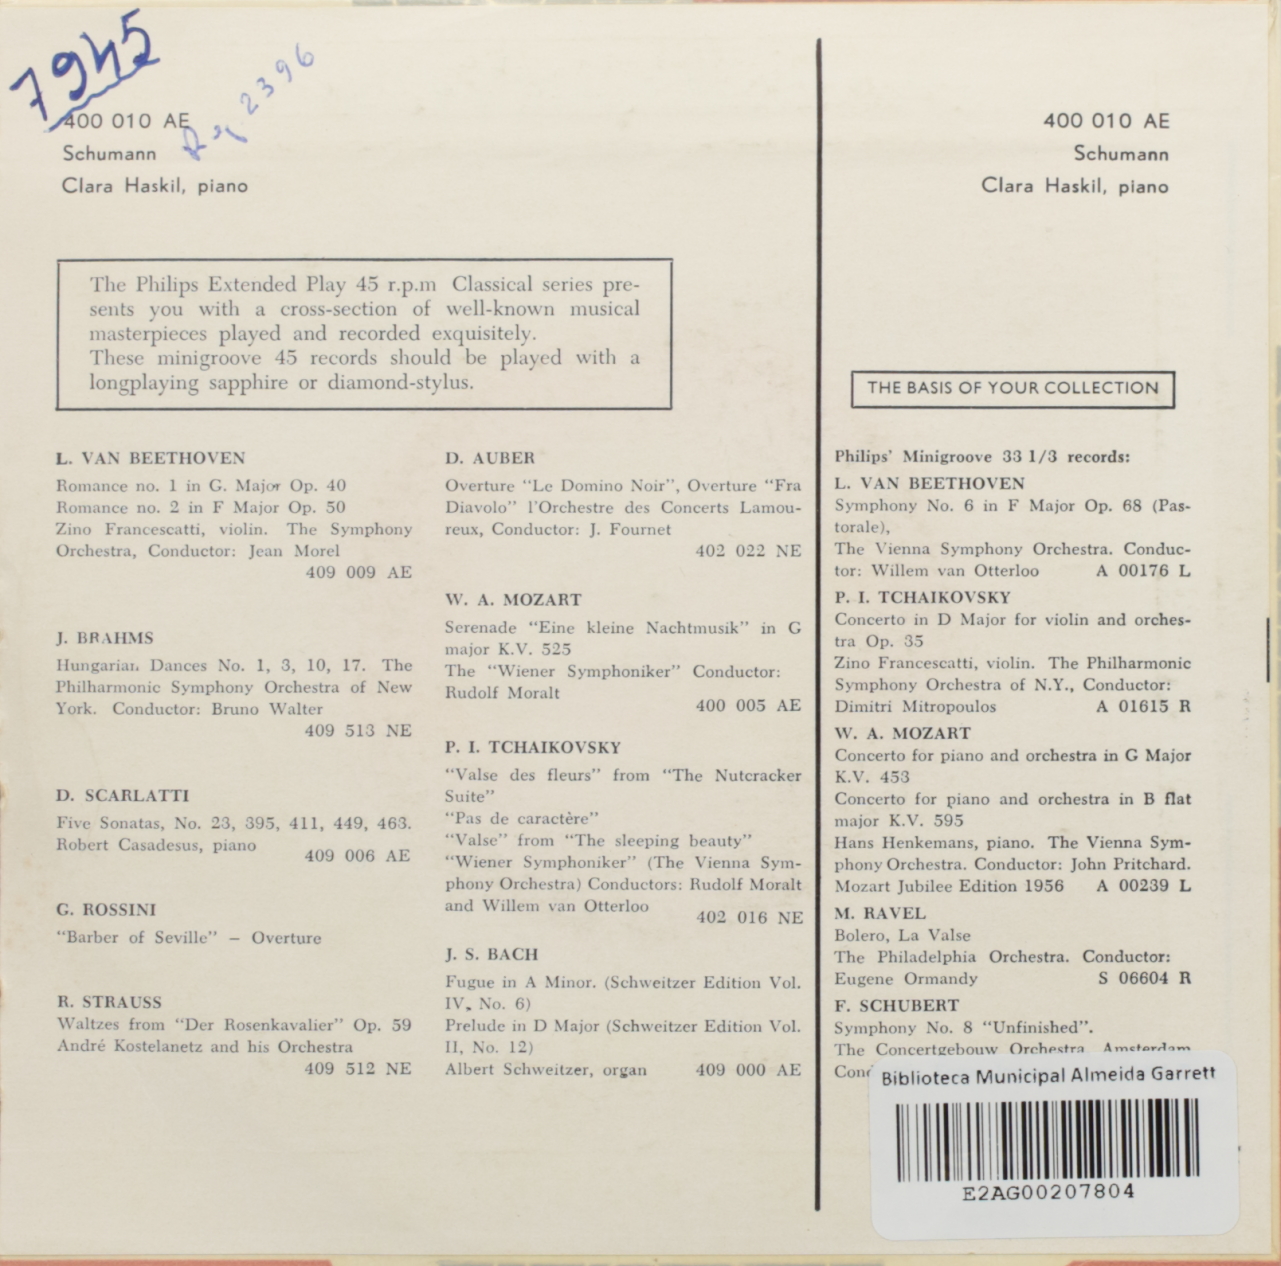 7945
Rq 2396
400 010 AE
Schumann
Clara Haskil, piano
400 010 AE
Schumann
Clara Haskil, piano
The Philips Extended Play 45 r.p.m Classical series pre-
sents you with a cross-section of well-known musical
masterpieces played and recorded exquisitely.
These minigroove 45 records should be played with a
longplaying sapphire or diamond-stylus.
L. VAN BEETHOVEN
Romance no. 1 in G. Major Op. 40
Romance no. 2 in F Major Op. 50
Zino Francescatti, violin. The Symphony
Orchestra, Conductor: Jean Morel
409 009 AE
J. BRAHMS
Hungarian Dances No. 1, 3, 10, 17. The
Philharmonic Symphony Orchestra of New
York. Conductor: Bruno Walter
409 513 NE
D. SCARLATTI
Five Sonatas, No. 23, 395, 411, 449, 463.
Robert Casadesus, piano
409 006 AE
G. ROSSINI
"Barber of Seville" – Overture
R. STRAUSS
Waltzes from "Der Rosenkavalier" Op. 59
André Kostelanetz and his Orchestra
409 512 NE
D. AUBER
Overture "Le Domino Noir", Overture "Fra
Diavolo" l'Orchestre des Concerts Lamou-
reux, Conductor: J. Fournet
402 022 NE
W. A. MOZART
Serenade "Eine kleine Nachtmusik" in G
major K.V. 525
The "Wiener Symphoniker" Conductor:
Rudolf Moralt
400 005 AE
P. I. TCHAIKOVSKY
"Valse des fleurs" from "The Nutcracker
Suite"
"Pas de caractère"
"Valse" from "The sleeping beauty"
"Wiener Symphoniker" (The Vienna Sym-
phony Orchestra) Conductors: Rudolf Moralt
and Willem van Otterloo
402 016 NE
J. S. BACH
Fugue in A Minor. (Schweitzer Edition Vol.
IV, No. 6)
Prelude in D Major (Schweitzer Edition Vol.
II, No. 12)
Albert Schweitzer, organ 409 000 AE
THE BASIS OF YOUR COLLECTION
Philips' Minigroove 33 1/3 records:
L. VAN BEETHOVEN
Symphony No. 6 in F Major Op. 68 (Pas-
torale),
The Vienna Symphony Orchestra. Conduc-
tor: Willem van Otterloo A 00176 L
P. I. TCHAIKOVSKY
Concerto in D Major for violin and orches-
tra Op. 35
Zino Francescatti, violin. The Philharmonic
Symphony Orchestra of N.Y., Conductor:
Dimitri Mitropoulos A 01615 R
W. A. MOZART
Concerto for piano and orchestra in G Major
K.V. 453
Concerto for piano and orchestra in B flat
major K.V. 595
Hans Henkemans, piano. The Vienna Sym-
phony Orchestra. Conductor: John Pritchard.
Mozart Jubilee Edition 1956 A 00239 L
M. RAVEL
Bolero, La Valse
The Philadelphia Orchestra. Conductor:
Eugene Ormandy S 06604 R
F. SCHUBERT
Symphony No. 8 "Unfinished".
The Concertgebouw Orchestra Amsterdam
Biblioteca Municipal Almeida Garrett
E2AG00207804